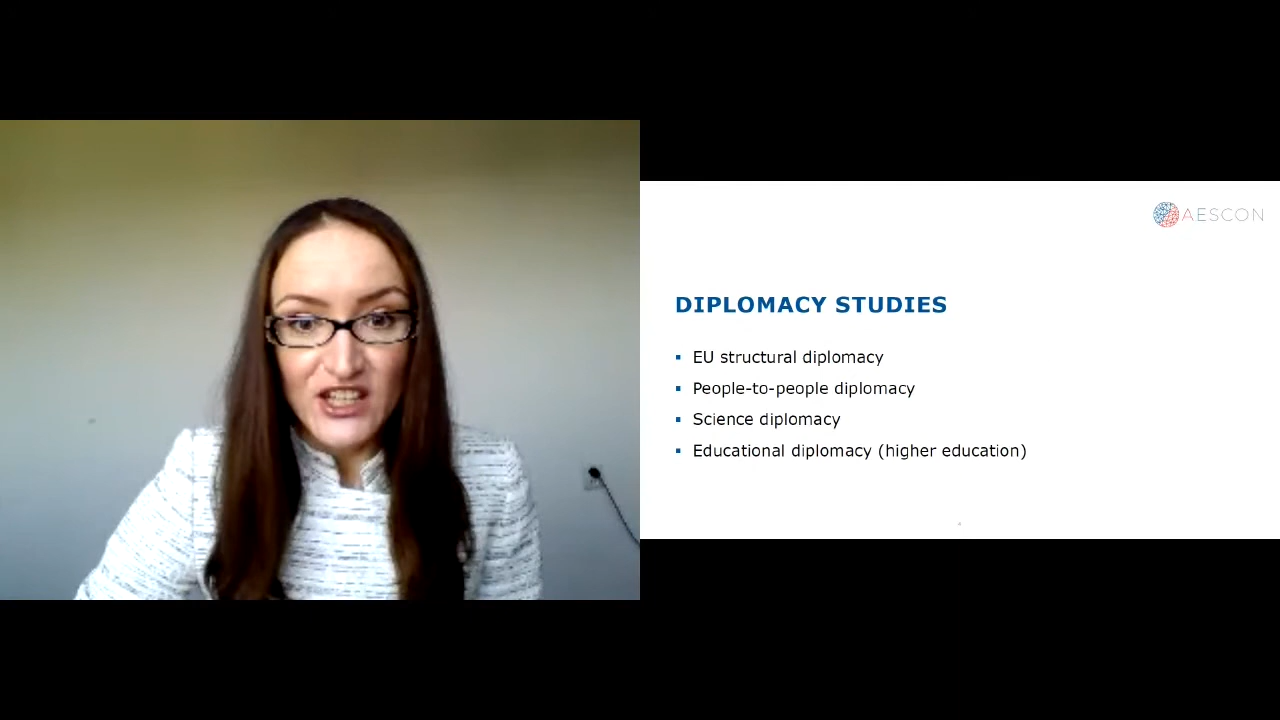 AESCON
DIPLOMACY STUDIES
EU structural diplomacy
People-to-people diplomacy
Science diplomacy
Educational diplomacy (higher education)